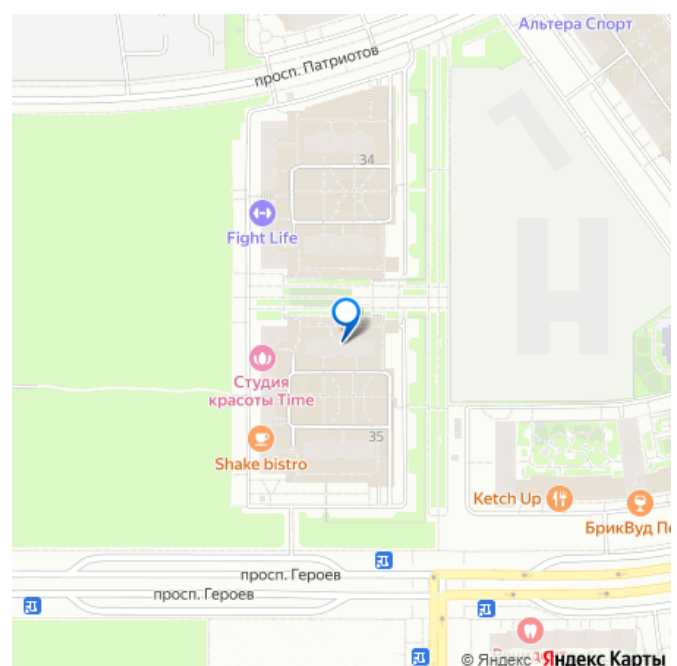 Альтера Спорт
просп. Патриотов
34
Fight Life
Студия
красоты Time
35
Shake bistro
Ketch Up
БрикВуд П
просп. Героев
просп. Героев
© Яндекс
Яндекс Карты